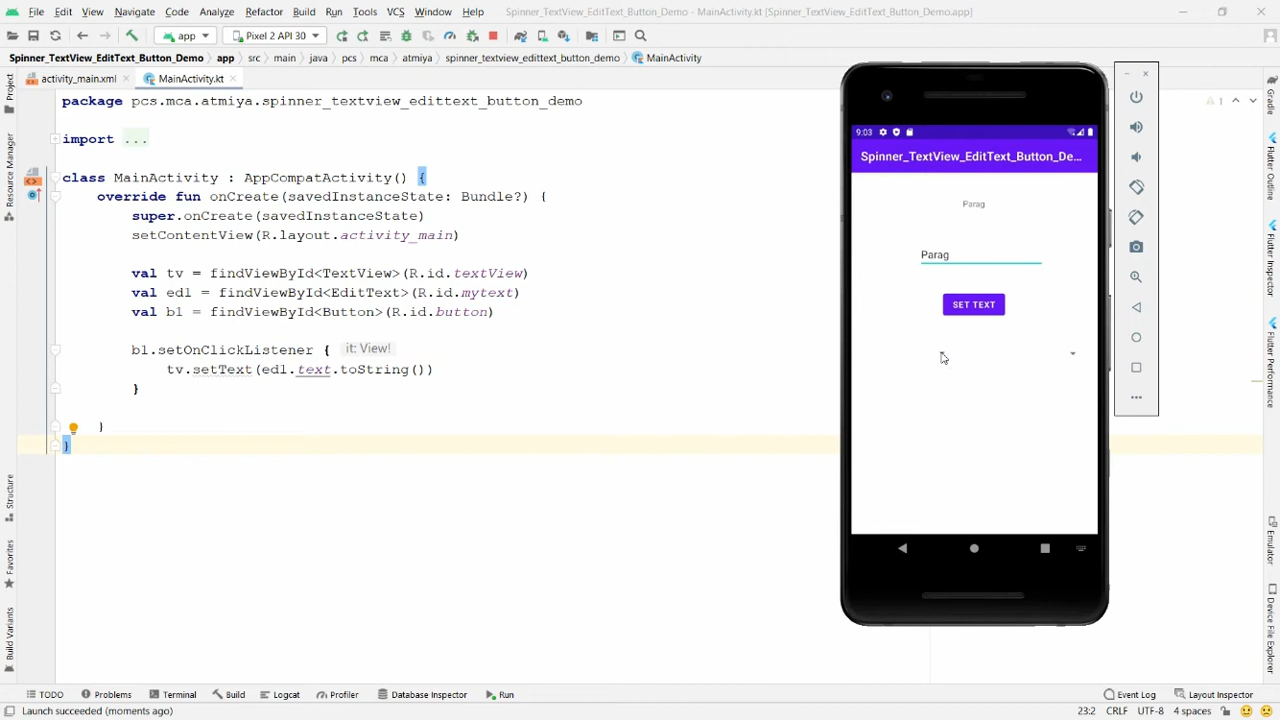 File Edit View Navigate Code Analyze Refactor Build Run Tools VCS Window Help Spinner_TextView_EditText_Button_Demo - MainActivity.kt [Spinner_TextView_EditText_Button_Demo.app]
app Pixel 2 API 30
Spinner_TextView_EditText_Button_Demo app src main java pcs mca atmiya spinner_textview_edittext_button_demo MainActivity
activity_main.xml MainActivity.kt
package pcs.mca.atmiya.spinner_textview_edittext_button_demo
import ...
class MainActivity : AppCompatActivity() {
override fun onCreate(savedInstanceState: Bundle?) {
super.onCreate(savedInstanceState)
setContentView(R.layout.activity_main)
val tv = findViewById<TextView>(R.id.textView)
val ed1 = findViewById<EditText>(R.id.mytext)
val b1 = findViewById<Button>(R.id.button)
b1.setOnClickListener { it: View!
tv.setText(ed1.text.toString())
}
}
}
9:03
Spinner_TextView_EditText_Button_De...
Parag
Parag
SET TEXT
1
Project
Resource Manager
Structure
Favorites
Build Variants
Gradle
Flutter Outline
Flutter Inspector
Flutter Performance
Emulator
Device File Explorer
TODO Problems Terminal Build Logcat Profiler Database Inspector Run Event Log Layout Inspector
Launch succeeded (moments ago) 23:2 CRLF UTF-8 4 spaces